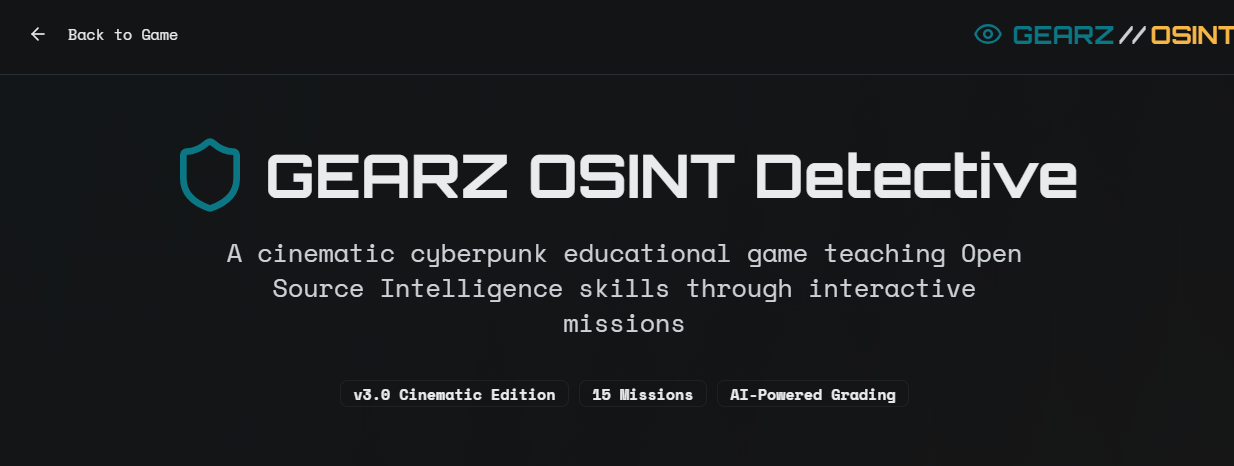 Back to Game
GEARZ // OSINT
GEARZ OSINT Detective
A cinematic cyberpunk educational game teaching Open
Source Intelligence skills through interactive
missions
v3.0 Cinematic Edition
15 Missions
AI-Powered Grading